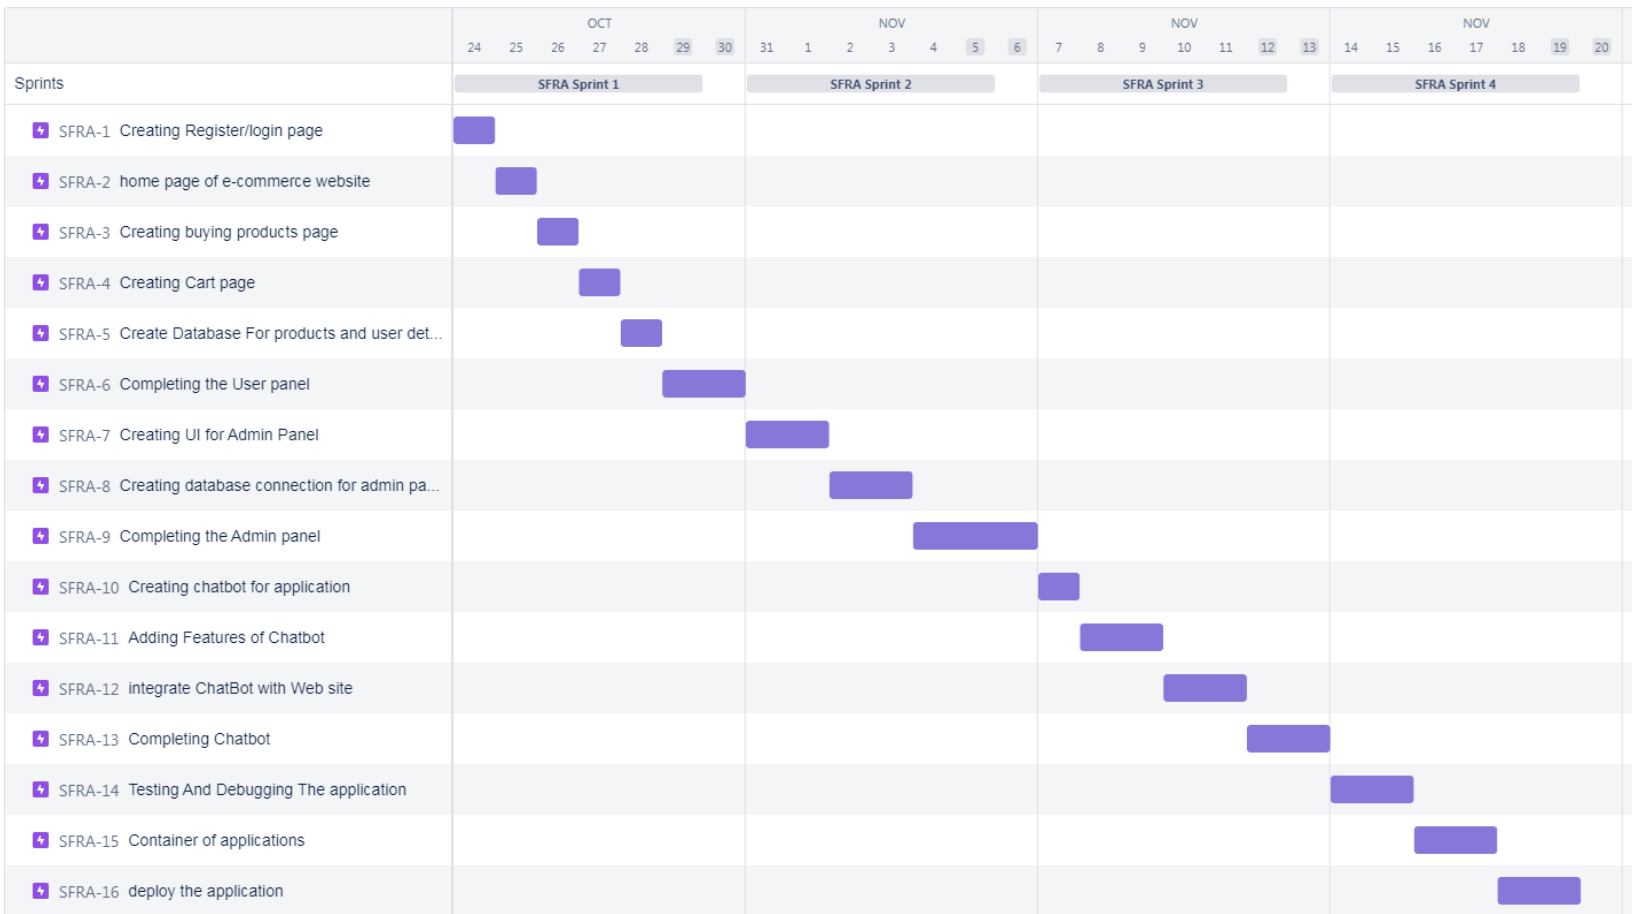 OCT NOV NOV NOV
24 25 26 27 28 29 30 31 1 2 3 4 5 6 7 8 9 10 11 12 13 14 15 16 17 18 19 20
Sprints SFRA Sprint 1 SFRA Sprint 2 SFRA Sprint 3 SFRA Sprint 4
SFRA-1 Creating Register/login page
SFRA-2 home page of e-commerce website
SFRA-3 Creating buying products page
SFRA-4 Creating Cart page
SFRA-5 Create Database For products and user det...
SFRA-6 Completing the User panel
SFRA-7 Creating UI for Admin Panel
SFRA-8 Creating database connection for admin pa...
SFRA-9 Completing the Admin panel
SFRA-10 Creating chatbot for application
SFRA-11 Adding Features of Chatbot
SFRA-12 integrate ChatBot with Web site
SFRA-13 Completing Chatbot
SFRA-14 Testing And Debugging The application
SFRA-15 Container of applications
SFRA-16 deploy the application